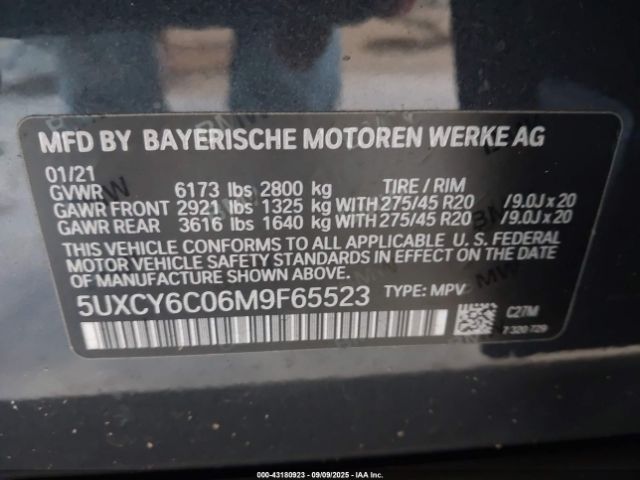 MFD BY BAYERISCHE MOTOREN WERKE AG
01/21
GVWR 6173 lbs 2800 kg TIRE / RIM
GAWR FRONT 2921 lbs 1325 kg WITH 275/45 R20 /9.0J x 20
GAWR REAR 3616 lbs 1640 kg WITH 275/45 R20 /9.0J x 20
THIS VEHICLE CONFORMS TO ALL APPLICABLE U.S. FEDERAL
MOTOR VEHICLE SAFETY STANDARDS IN EFFECT ON THE DATE
OF MANUFACTURE SHOWN ABOVE.
5UXCY6C06M9F65523 TYPE: MPV
C27M
7 320 729
000-43180923 - 09/09/2025 - IAA Inc.